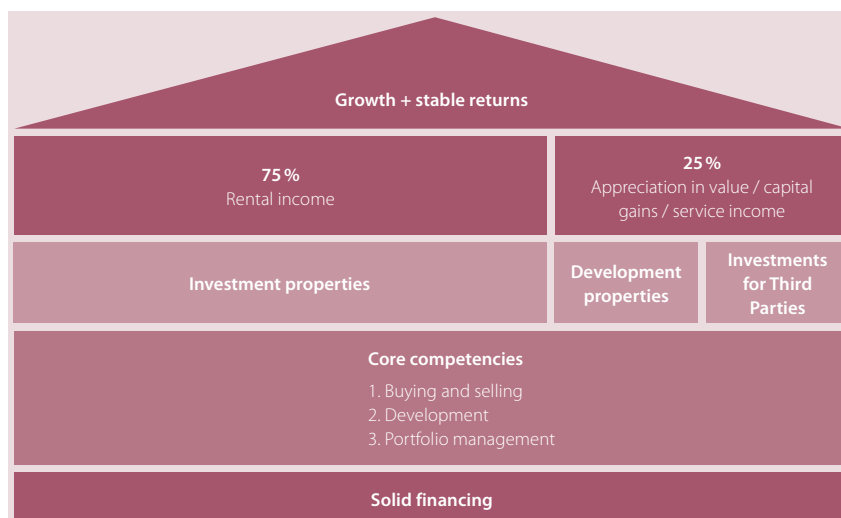 Growth + stable returns
75 %
Rental income
25 %
Appreciation in value / capital
gains / service income
Investment properties
Development
properties
Investments
for Third
Parties
Core competencies
1. Buying and selling
2. Development
3. Portfolio management
Solid financing